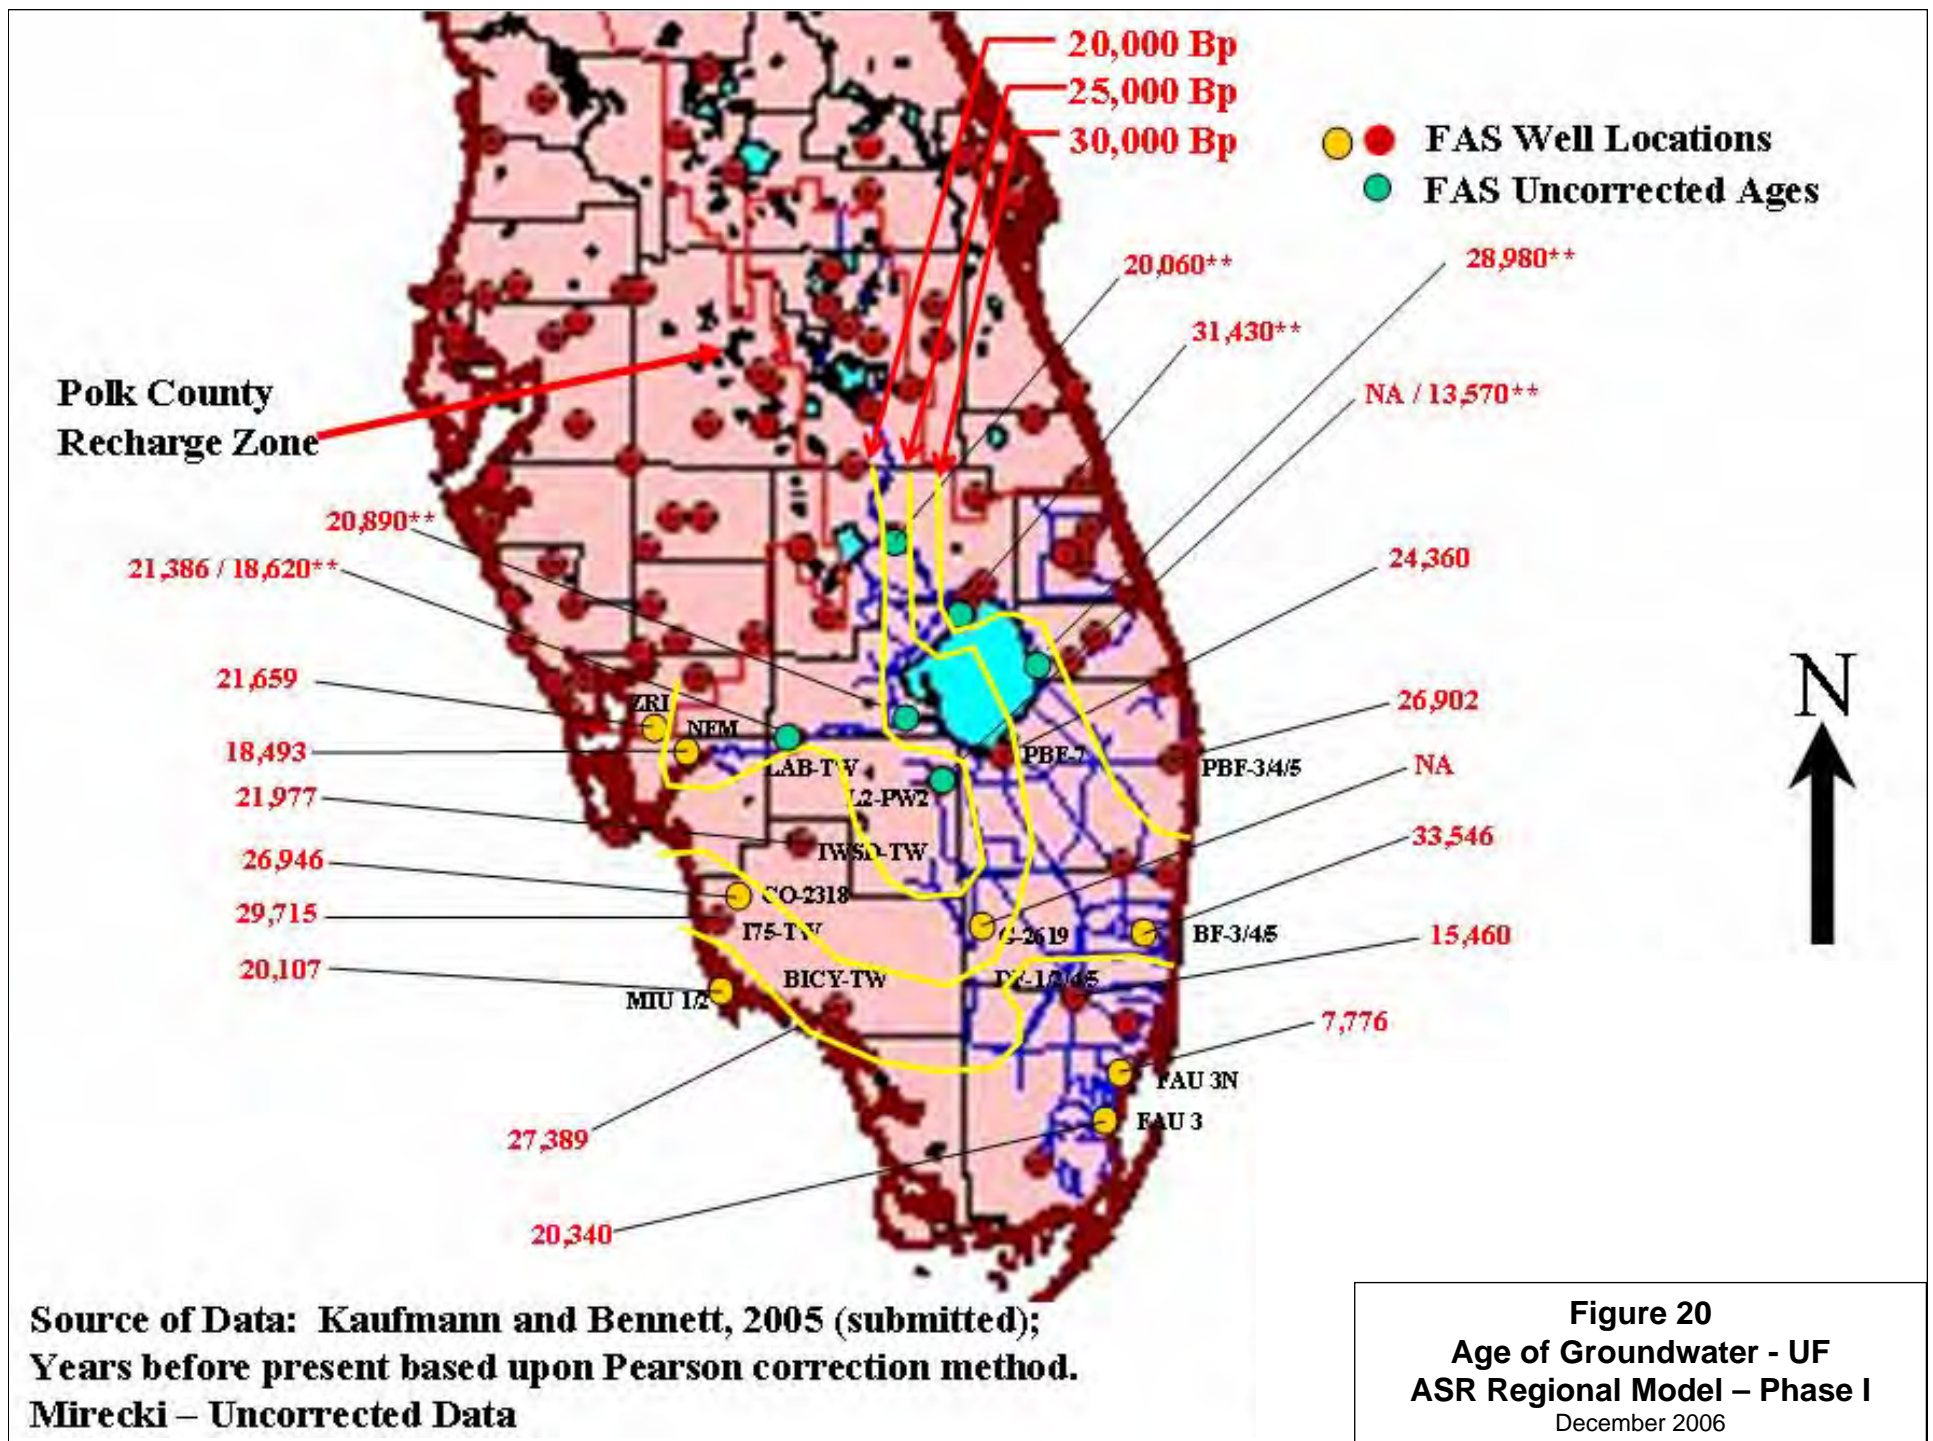 20,000 Bp
25,000 Bp
30,000 Bp
FAS Well Locations
FAS Uncorrected Ages
20,060**
28,980**
31,430**
NA / 13,570**
Polk County
Recharge Zone
20,890**
21,386 / 18,620**
24,360
21,659
26,902
ZRI
NFM
18,493
LAB-TW
PBF-7
PBF-3/4/5
NA
N
21,977
L2-PW2
33,546
IWSD-TW
26,946
CO-2318
29,715
I75-TW
G-2619
BF-3/4/5
15,460
20,107
BICY-TW
DF-1/2/4/5
MIU 1/2
7,776
FAU 3N
FAU 3
27,389
20,340
Source of Data: Kaufmann and Bennett, 2005 (submitted);
Years before present based upon Pearson correction method.
Mirecki – Uncorrected Data
Figure 20
Age of Groundwater - UF
ASR Regional Model – Phase I
December 2006